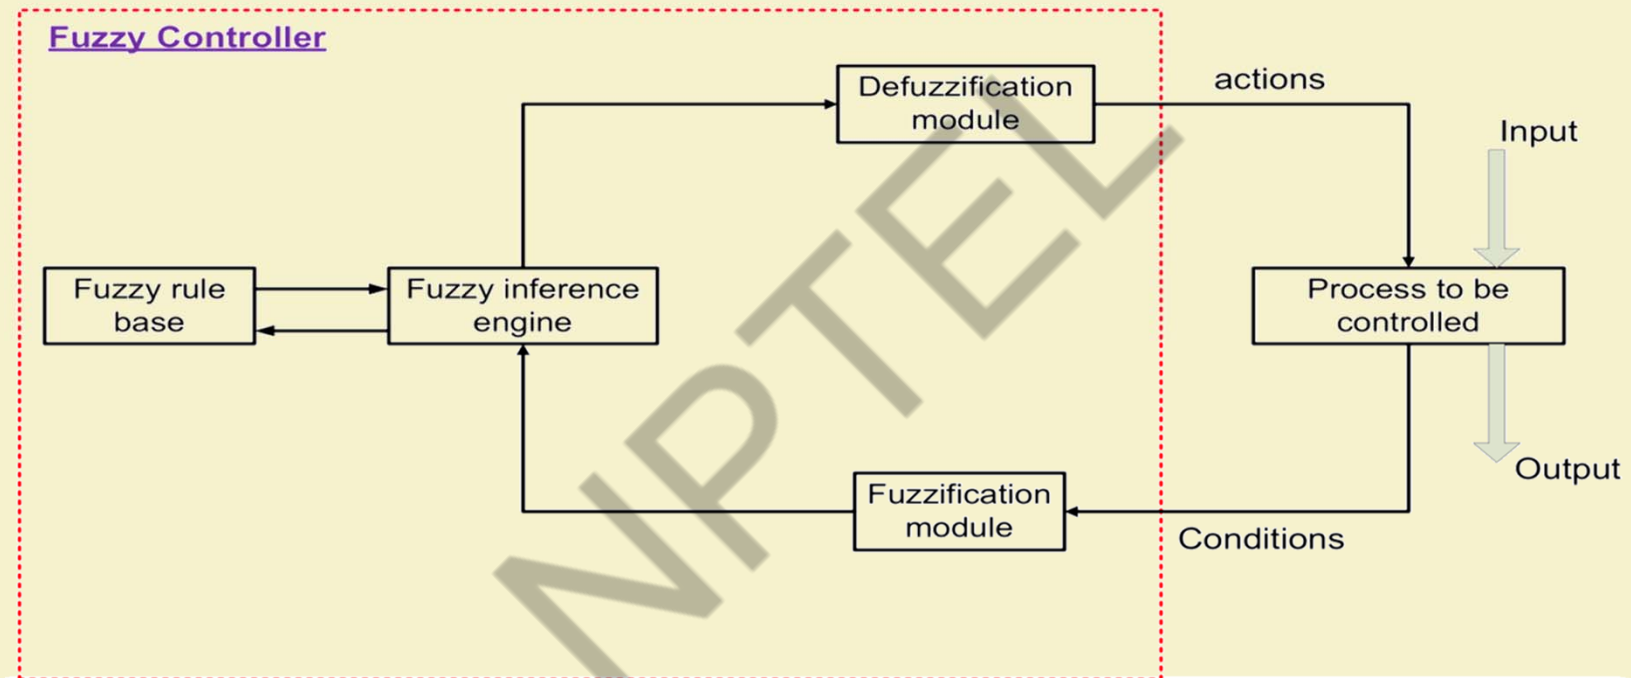 Fuzzy Controller
Defuzzification
module
actions
Input
Fuzzy rule
base
Fuzzy inference
engine
Process to be
controlled
Output
Fuzzification
module
Conditions
NPTEL